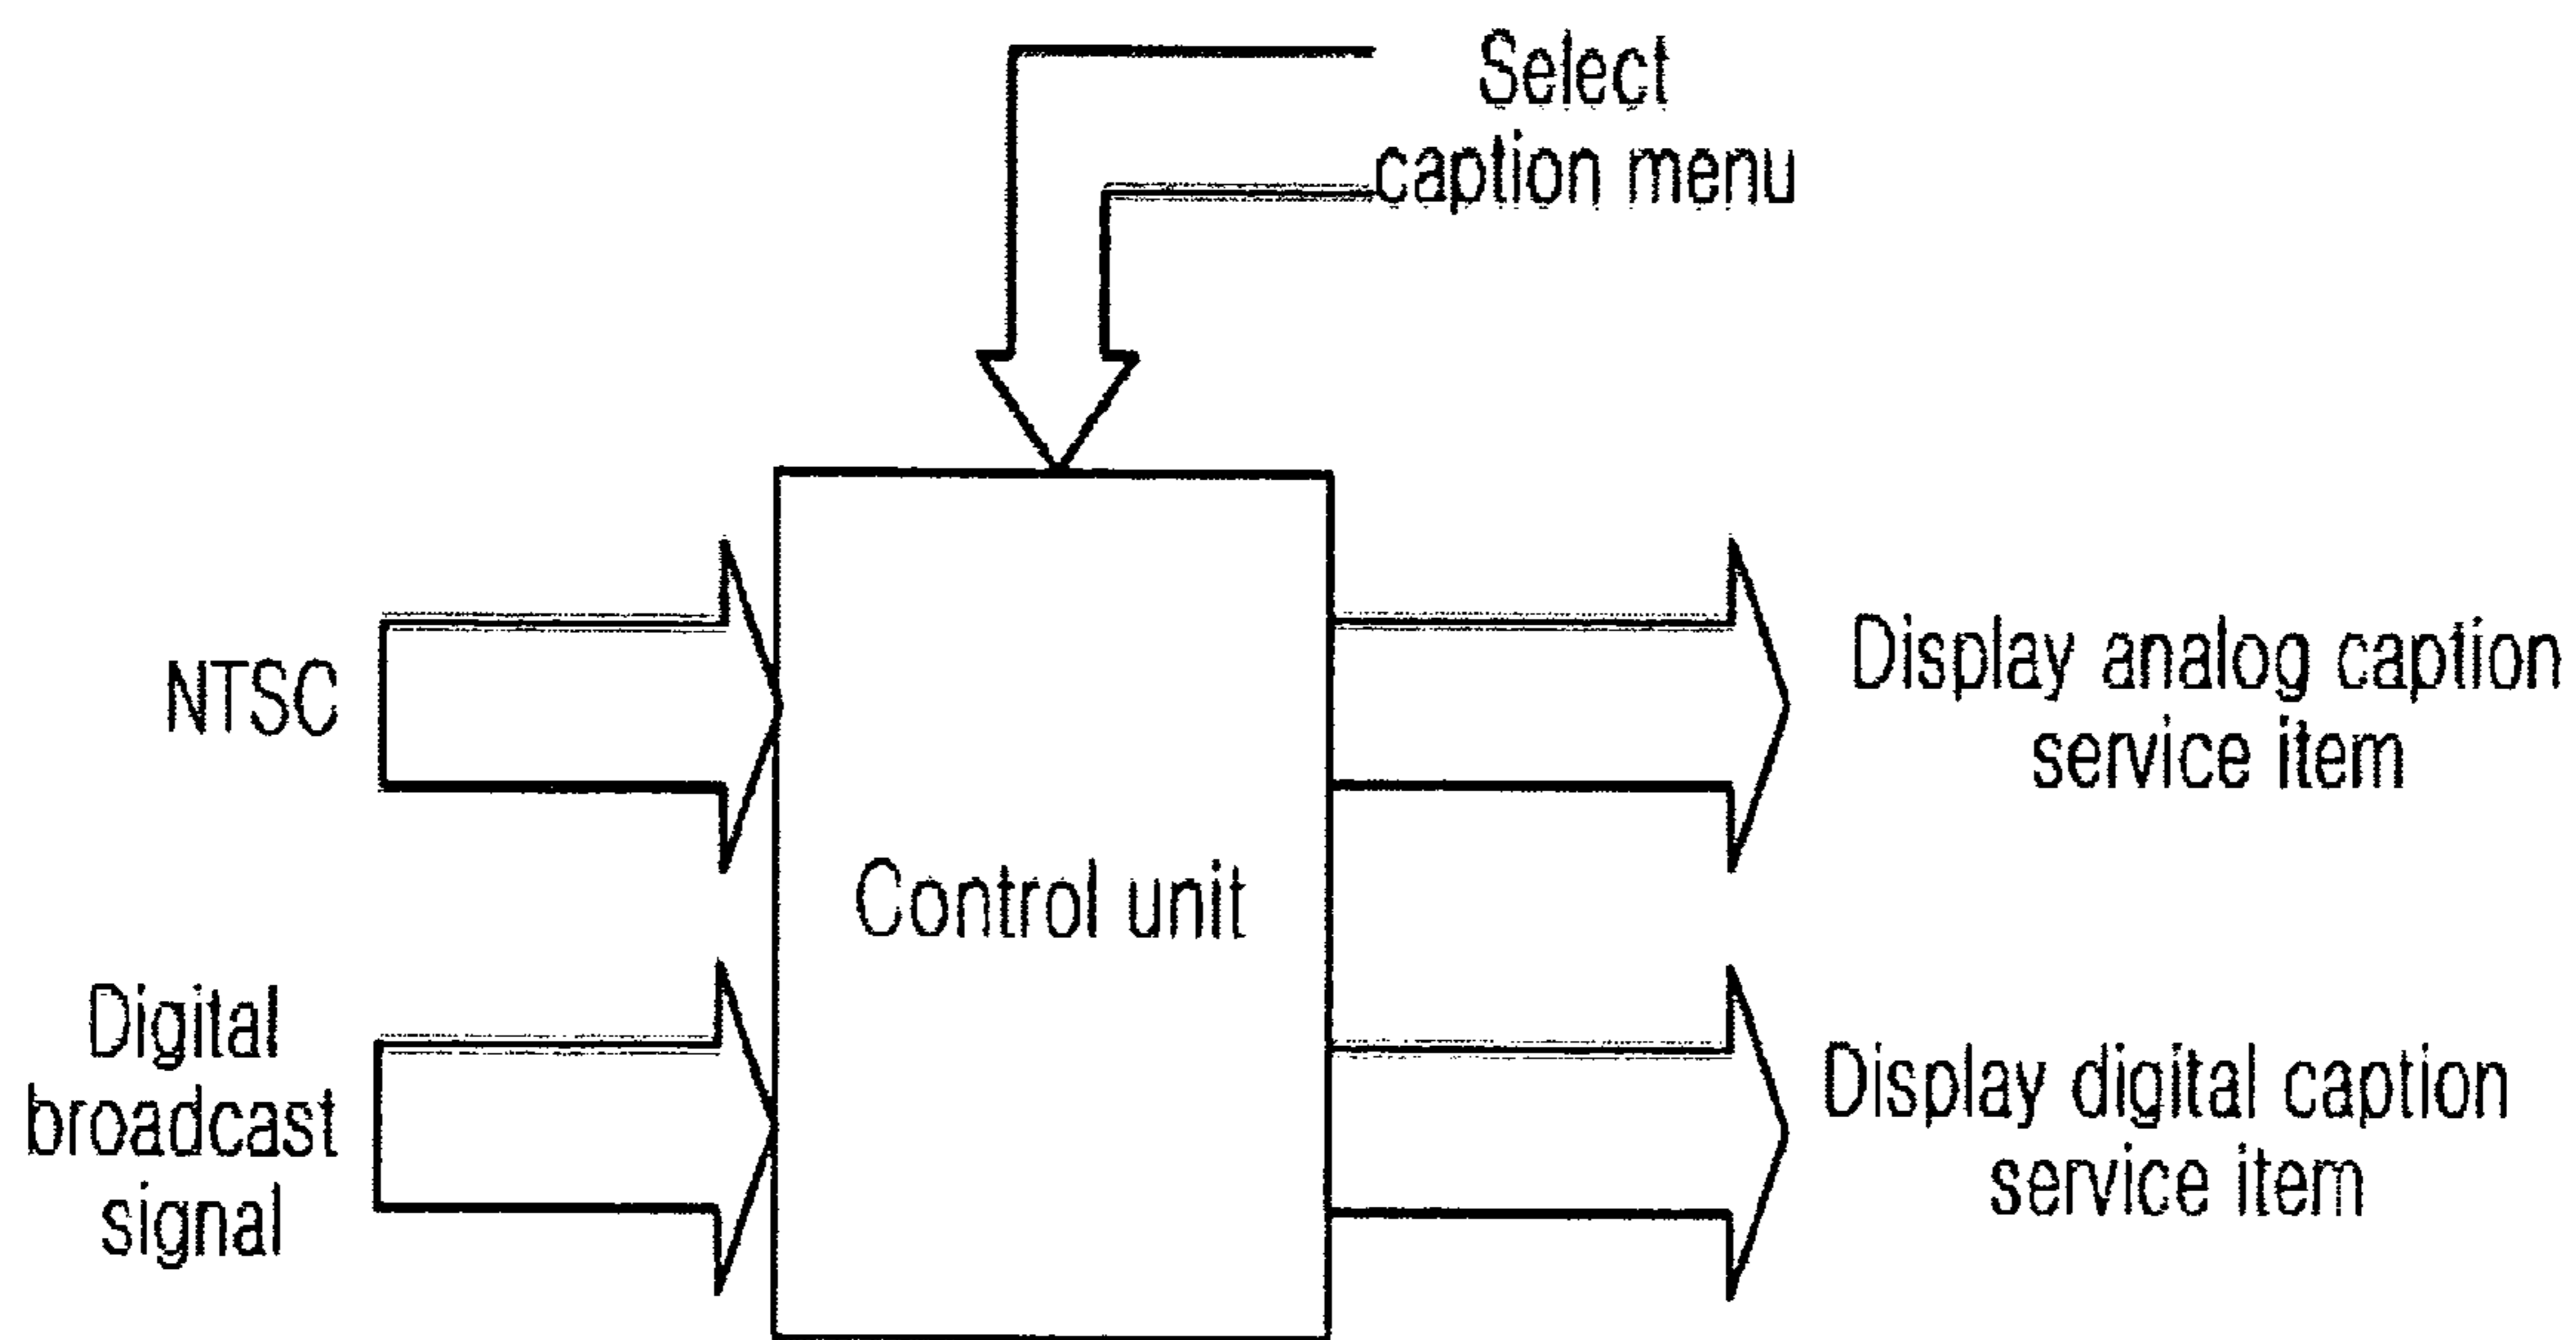 Select
caption menu
NTSC
Display analog caption
service item
Control unit
Digital
broadcast
signal
Display digital caption
service item